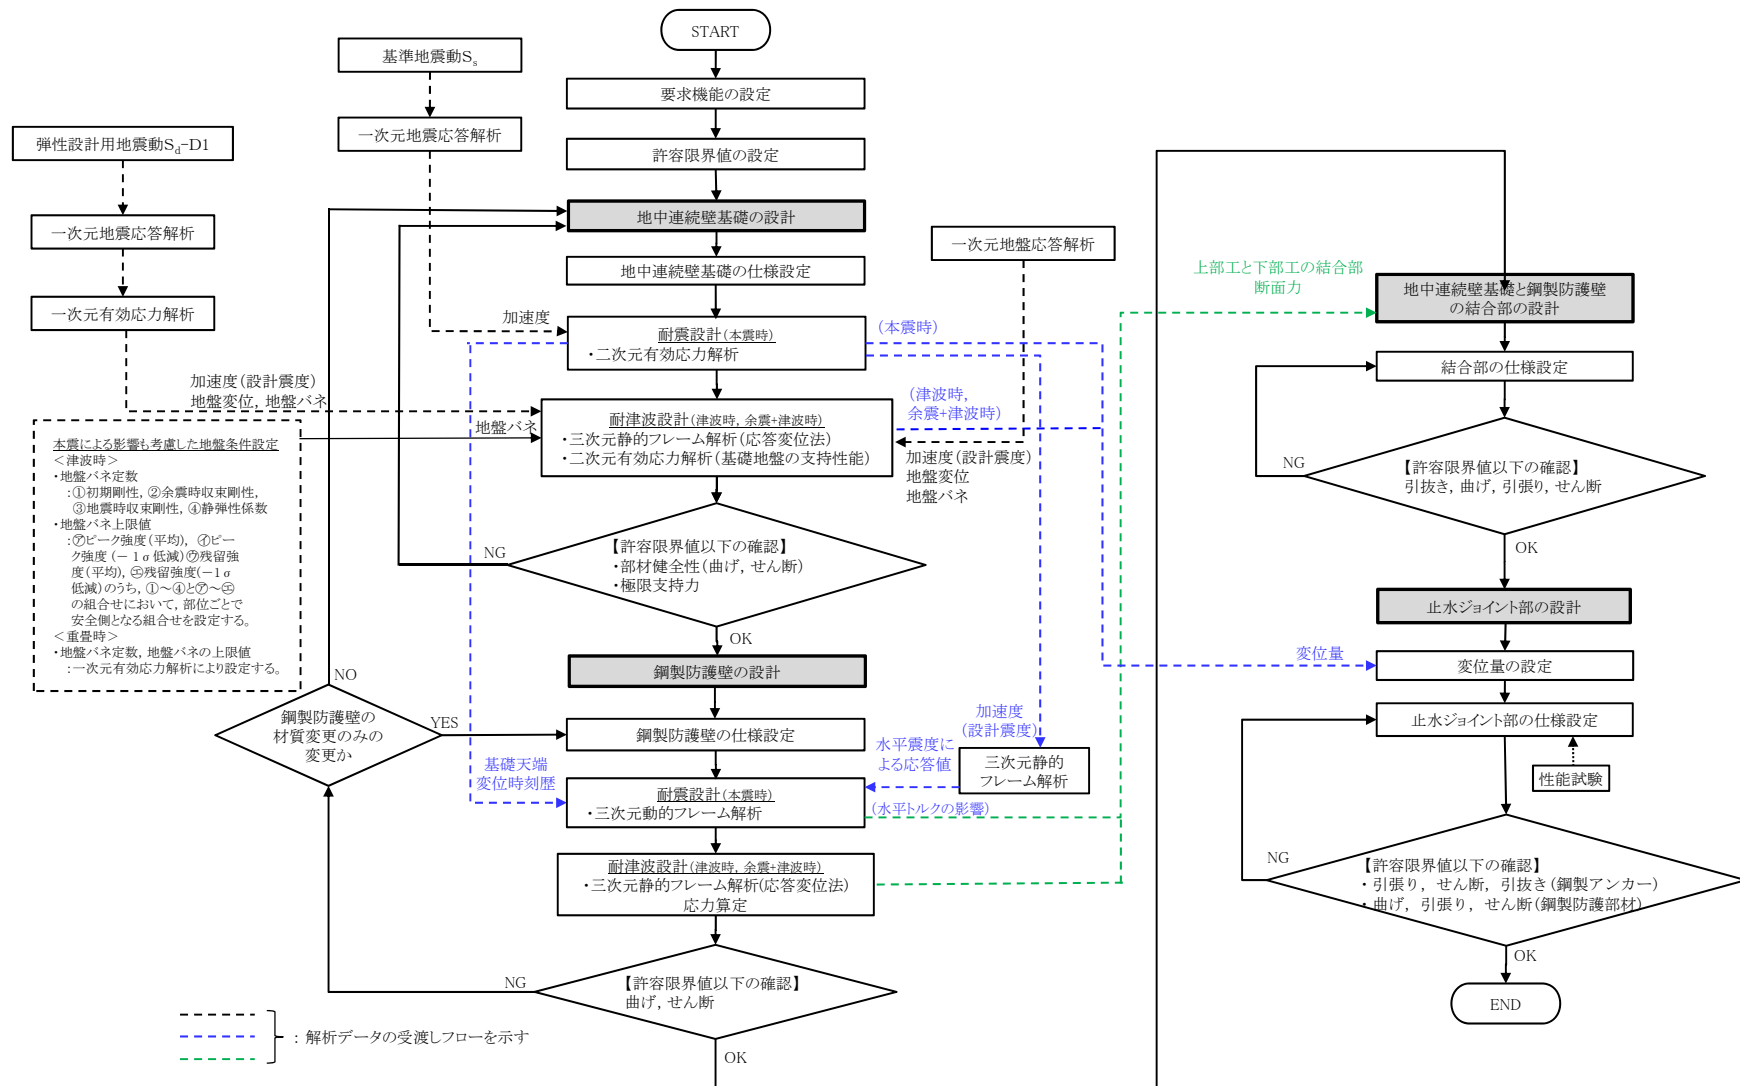 START
要求機能の設定
許容限界値の設定
地中連続壁基礎の設計
地中連続壁基礎の仕様設定
基準地震動Ss
一次元地震応答解析
弾性設計用地震動Sd-D1
一次元地震応答解析
一次元有効応力解析
加速度
耐震設計(本震時)
・二次元有効応力解析
一次元地盤応答解析
(本震時)
加速度(設計震度)
地盤変位, 地盤バネ
地盤バネ
耐津波設計(津波時, 余震+津波時)
・三次元静的フレーム解析(応答変位法)
・二次元有効応力解析(基礎地盤の支持性能)
(津波時,
余震+津波時)
加速度(設計震度)
地盤変位
地盤バネ
本震による影響も考慮した地盤条件設定
<津波時>
・地盤バネ定数
:①初期剛性, ②余震時収束剛性,
③地震時収束剛性, ④静弾性係数
・地盤バネ上限値
:㋐ピーク強度(平均), ㋑ピー
ク強度 (- 1σ低減)㋒残留強
度(平均), ㋓残留強度(-1σ
低減)のうち, ①~④と㋐~㋓
の組合せにおいて, 部位ごとで
安全側となる組合せを設定する。
<重畳時>
・地盤バネ定数, 地盤バネの上限値
:一次元有効応力解析により設定する。
NG
【許容限界値以下の確認】
・部材健全性(曲げ, せん断)
・極限支持力
OK
鋼製防護壁の設計
NO
鋼製防護壁の
材質変更のみの
変更か
YES
鋼製防護壁の仕様設定
基礎天端
変位時刻歴
耐震設計(本震時)
・三次元動的フレーム解析
加速度
(設計震度)
水平震度に
よる応答値
三次元静的
フレーム解析
(水平トルクの影響)
耐津波設計(津波時, 余震+津波時)
・三次元静的フレーム解析(応答変位法)
応力算定
NG
【許容限界値以下の確認】
曲げ, せん断
OK
: 解析データの受渡しフローを示す
上部工と下部工の結合部
断面力
地中連続壁基礎と鋼製防護壁
の結合部の設計
結合部の仕様設定
NG
【許容限界値以下の確認】
引抜き, 曲げ, 引張り, せん断
OK
止水ジョイント部の設計
変位量
変位量の設定
止水ジョイント部の仕様設定
性能試験
NG
【許容限界値以下の確認】
・引張り, せん断, 引抜き(鋼製アンカー)
・曲げ, 引張り, せん断(鋼製防護部材)
OK
END